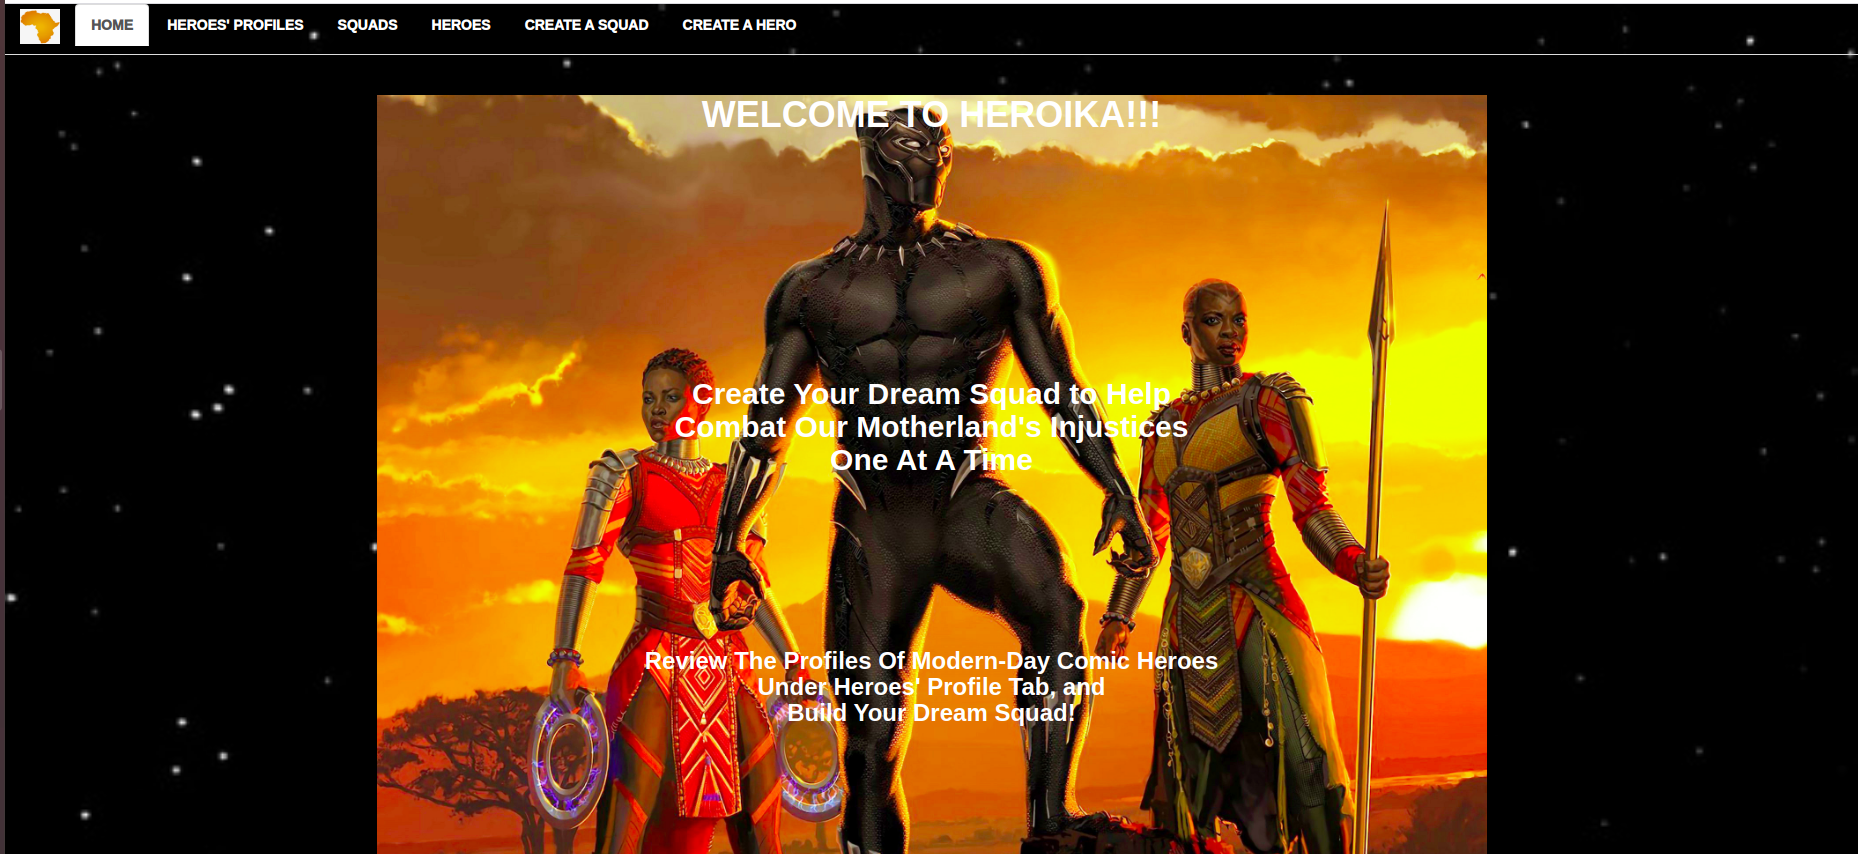 HOME HEROES' PROFILES SQUADS HEROES CREATE A SQUAD CREATE A HERO
WELCOME TO HEROIKA!!!
Create Your Dream Squad to Help
Combat Our Motherland's Injustices
One At A Time
Review The Profiles Of Modern-Day Comic Heroes
Under Heroes' Profile Tab, and
Build Your Dream Squad!